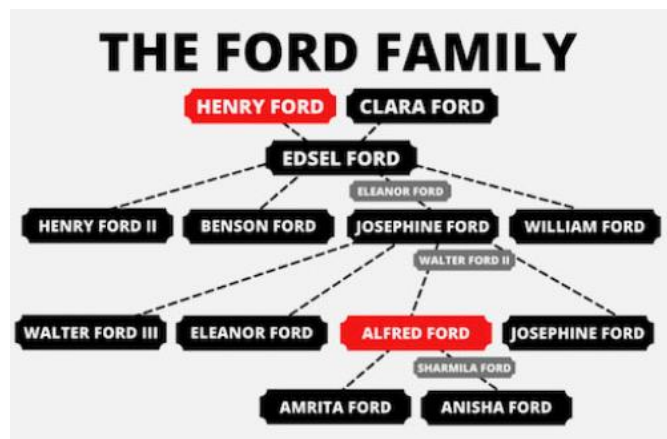 THE FORD FAMILY
HENRY FORD CLARA FORD
EDSEL FORD
ELEANOR FORD
HENRY FORD II BENSON FORD JOSEPHINE FORD WILLIAM FORD
WALTER FORD II
WALTER FORD III ELEANOR FORD ALFRED FORD JOSEPHINE FORD
SHARMILA FORD
AMRITA FORD ANISHA FORD